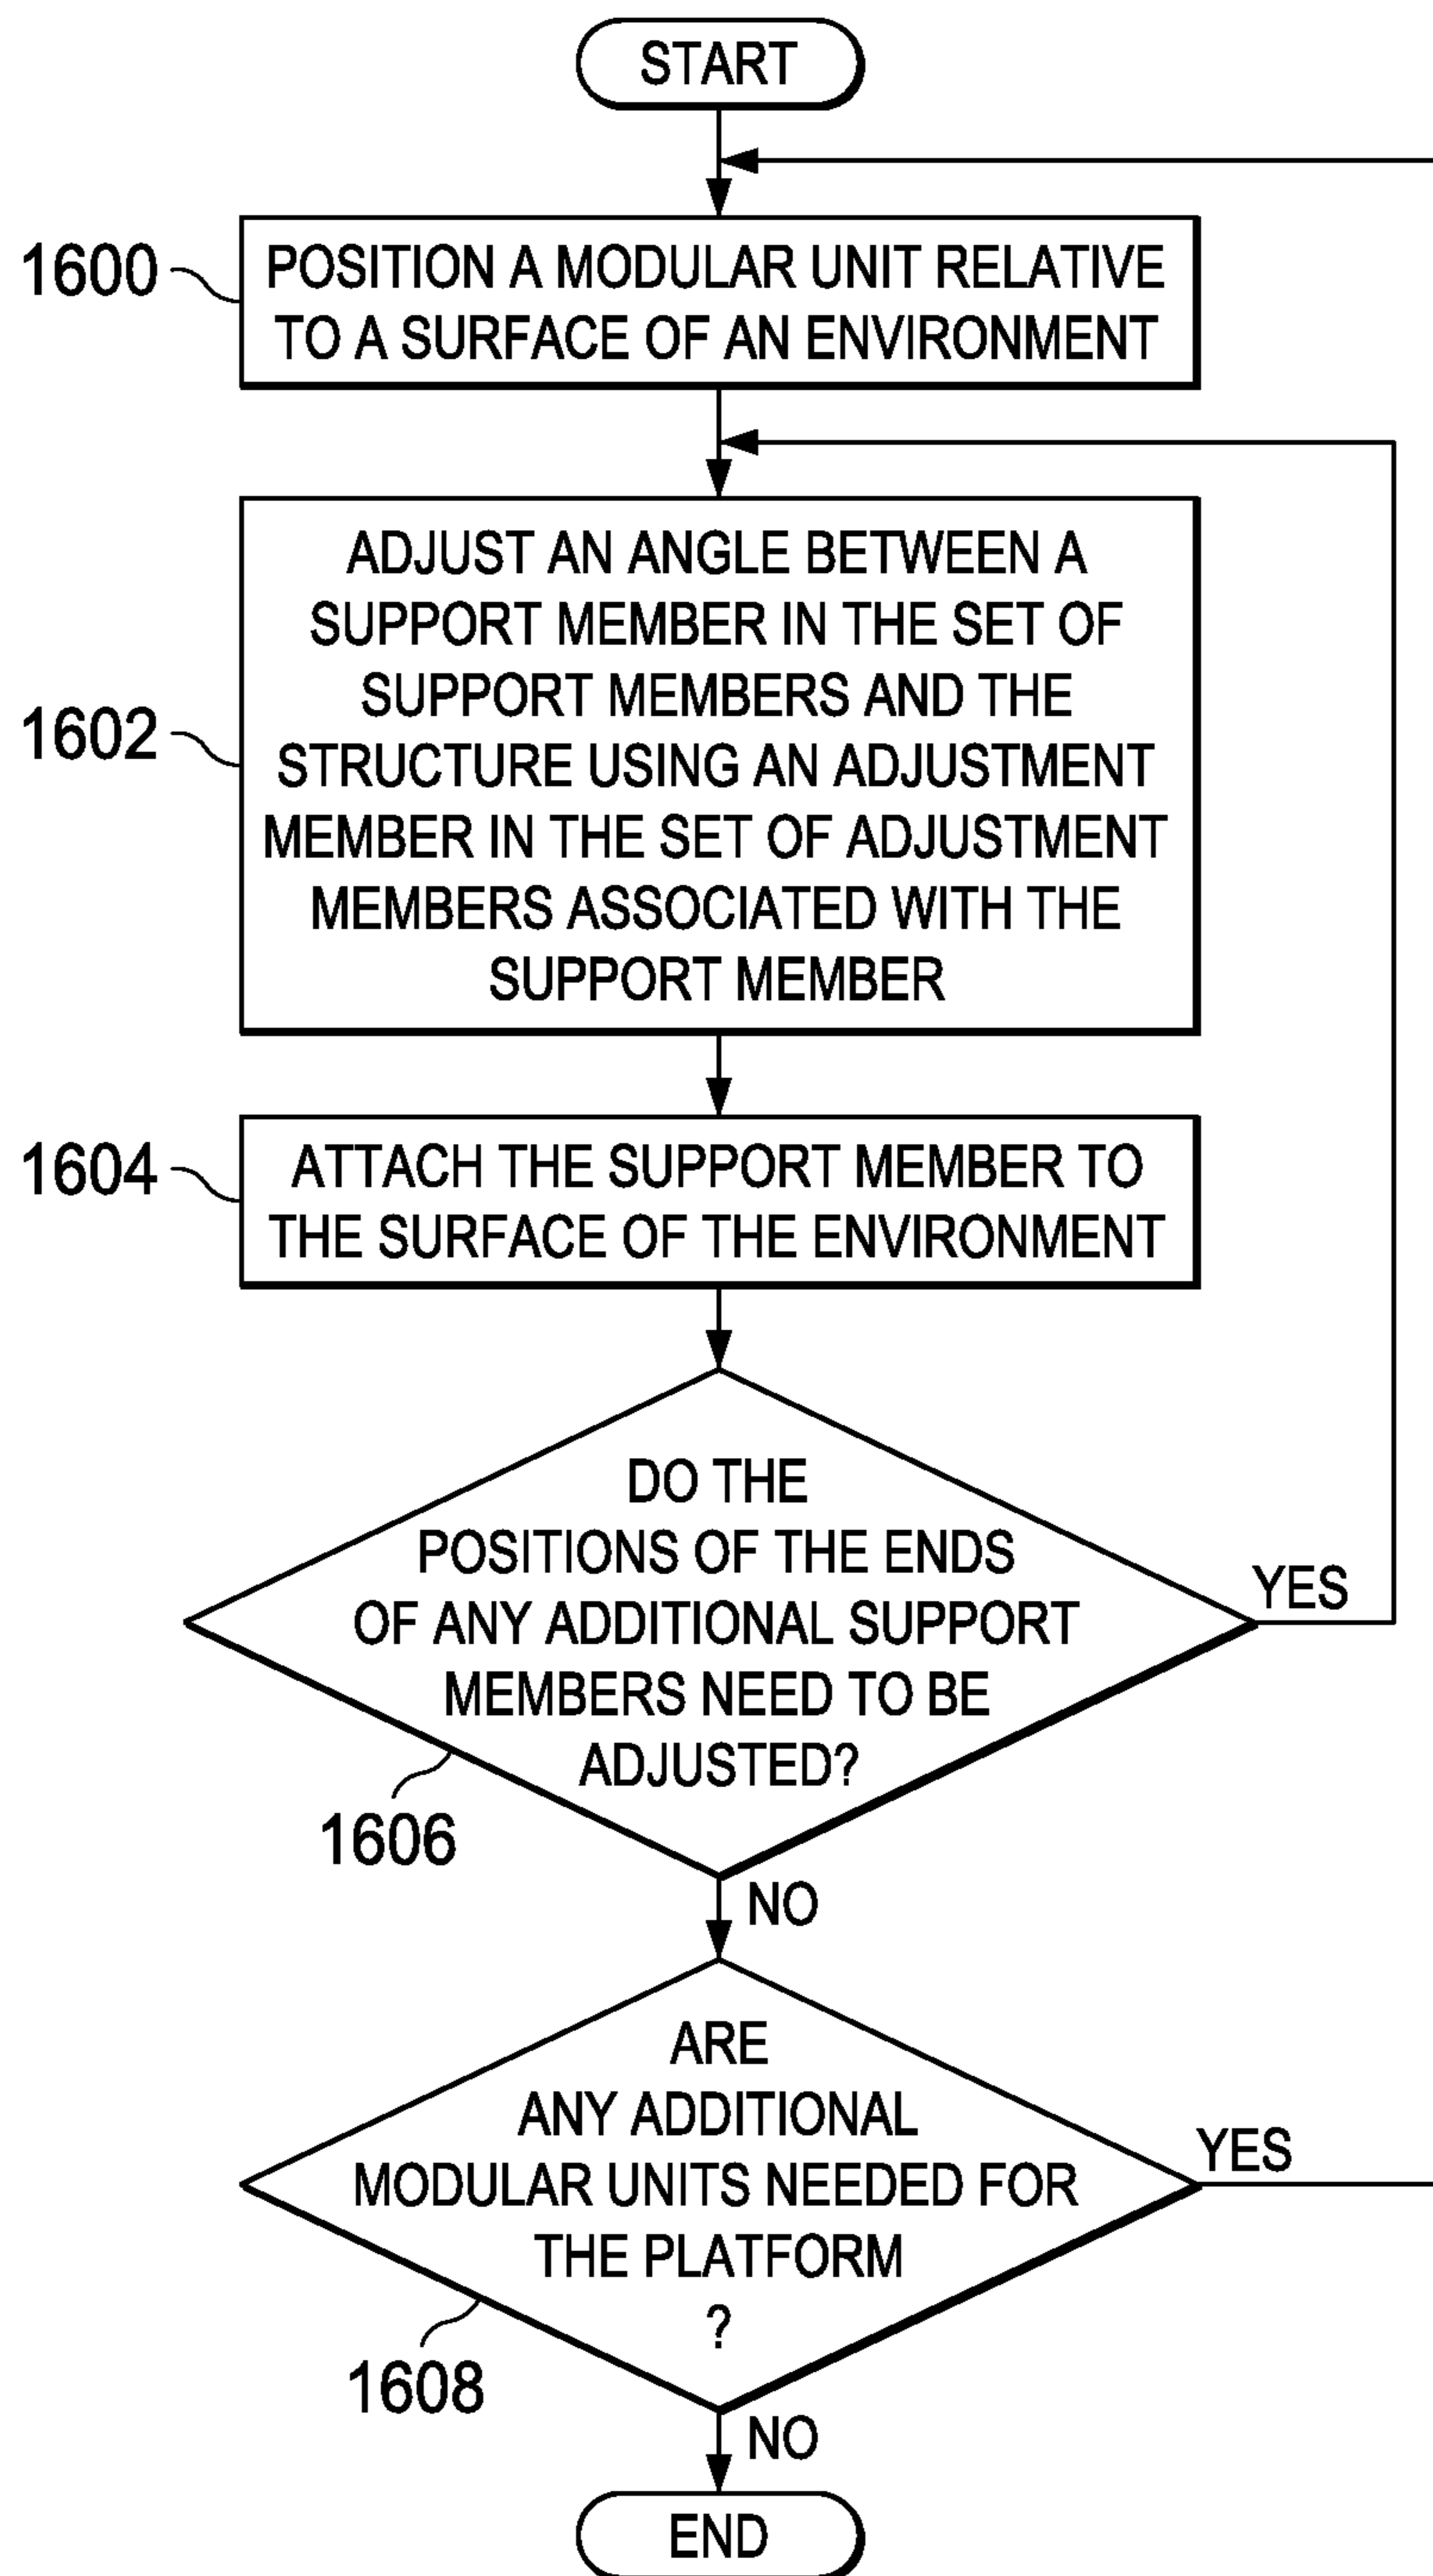 START
1600
POSITION A MODULAR UNIT RELATIVE
TO A SURFACE OF AN ENVIRONMENT
1602
ADJUST AN ANGLE BETWEEN A
SUPPORT MEMBER IN THE SET OF
SUPPORT MEMBERS AND THE
STRUCTURE USING AN ADJUSTMENT
MEMBER IN THE SET OF ADJUSTMENT
MEMBERS ASSOCIATED WITH THE
SUPPORT MEMBER
1604
ATTACH THE SUPPORT MEMBER TO
THE SURFACE OF THE ENVIRONMENT
DO THE
POSITIONS OF THE ENDS
OF ANY ADDITIONAL SUPPORT
MEMBERS NEED TO BE
ADJUSTED?
YES
1606
NO
ARE
ANY ADDITIONAL
MODULAR UNITS NEEDED FOR
THE PLATFORM
?
YES
1608
NO
END